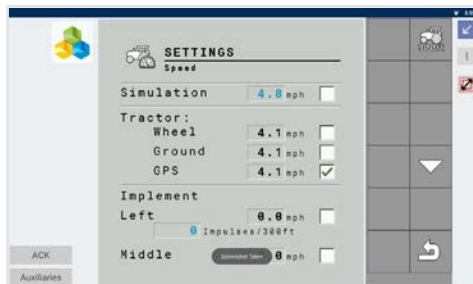 SETTINGS
Speed
Simulation 4.8 mph
Tractor:
Wheel 4.1 mph
Ground 4.1 mph
GPS 4.1 mph
Implement
Left 0.0 mph
0 Impulses/300ft
Middle 0 mph
ACK
Auxiliaries